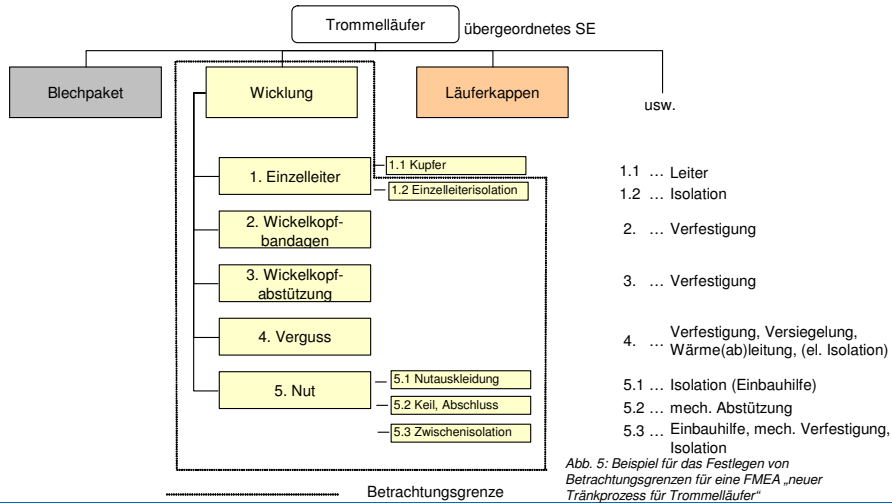 Trommelläufer
übergeordnetes SE
Blechpaket
Wicklung
Läuferkappen
usw.
1. Einzelleiter
1.1 Kupfer
1.2 Einzelleiterisolation
2. Wickelkopf-
bandagen
3. Wickelkopf-
abstützung
4. Verguss
5. Nut
5.1 Nutauskleidung
5.2 Keil, Abschluss
5.3 Zwischenisolation
1.1 … Leiter
1.2 … Isolation
2. … Verfestigung
3. … Verfestigung
4. … Verfestigung, Versiegelung,
Wärme(ab)leitung, (el. Isolation)
5.1 … Isolation (Einbauhilfe)
5.2 … mech. Abstützung
5.3 … Einbauhilfe, mech. Verfestigung,
Isolation
Betrachtungsgrenze
Abb. 5: Beispiel für das Festlegen von
Betrachtungsgrenzen für eine FMEA „neuer
Tränkprozess für Trommelläufer“